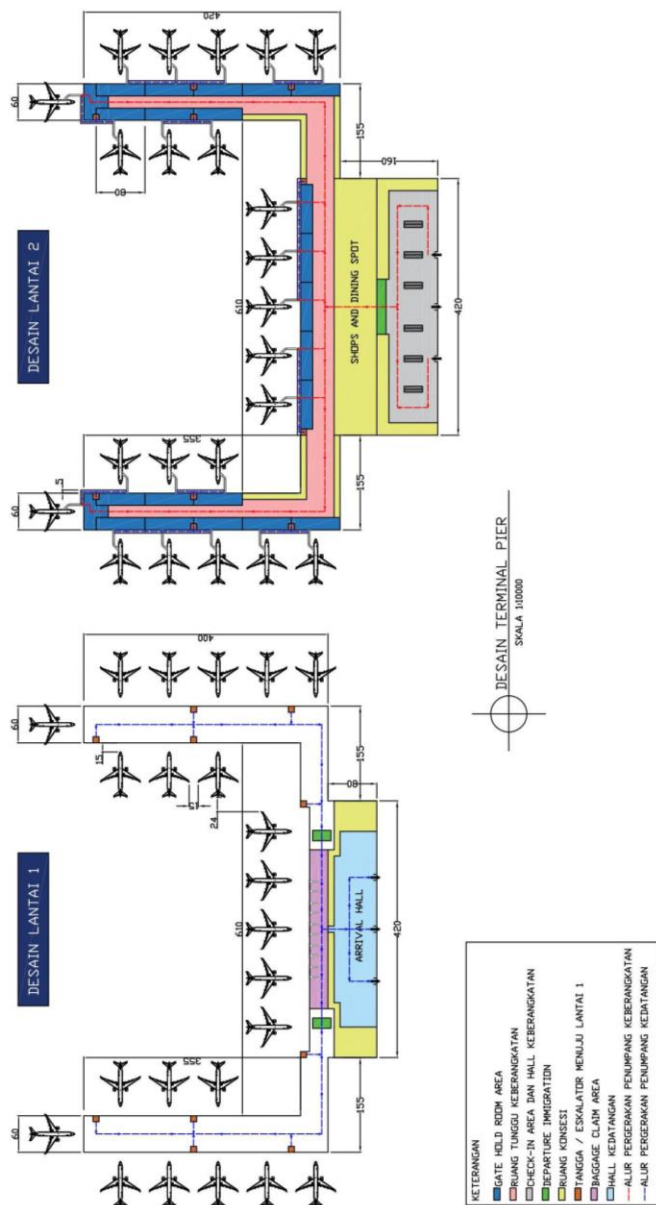 DESAIN LANTAI 1
400
60
60
15
15
24
355
610
155
155
80
ARRIVAL HALL
420
DESAIN LANTAI 2
420
60
60
80
5
355
610
155
155
160
SHOPS AND DINING SPOT
420
KETERANGAN
GATE HOLD ROOM AREA
RUANG TUNGGU KEBERANGKATAN
CHECK-IN AREA DAN HALL KEBERANGKATAN
DEPARTURE IMMIGRATION
RUANG KONSESI
TANGGA / ESKALATOR MENUJU LANTAI 1
BAGGAGE CLAIM AREA
HALL KEDATANGAN
ALUR PERGERAKAN PENUMPANG KEBERANGKATAN
ALUR PERGERAKAN PENUMPANG KEDATANGAN
DESAIN TERMINAL PIER
SKALA 1:10000